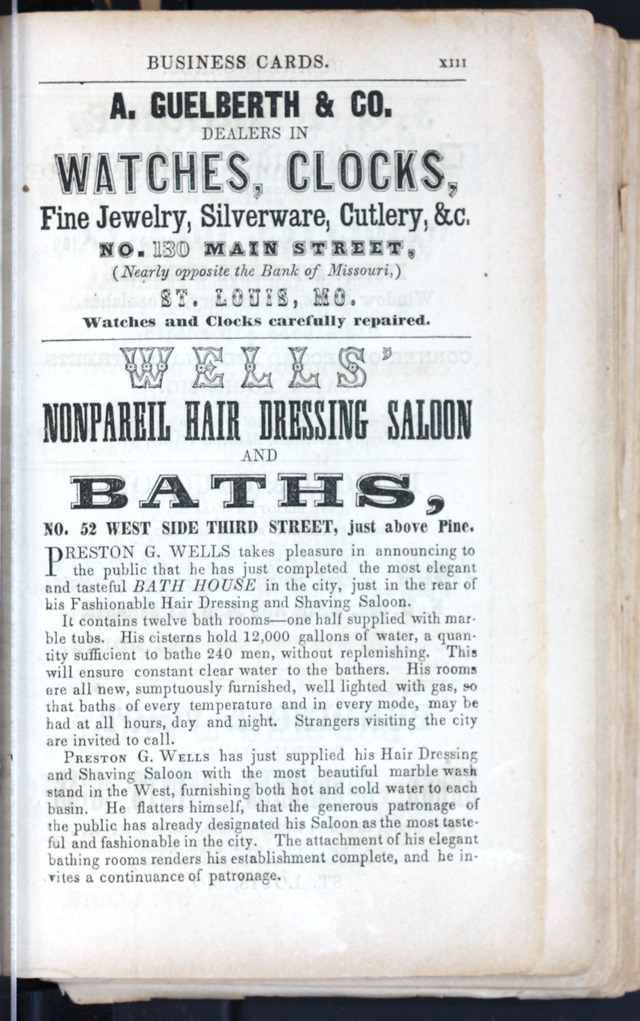 BUSINESS CARDS. XIII
A. GUELBERTH & CO.
DEALERS IN
WATCHES, CLOCKS,
Fine Jewelry, Silverware, Cutlery, &c.
NO. 130 MAIN STREET,
(Nearly opposite the Bank of Missouri,)
ST. LOUIS, MO.
Watches and Clocks carefully repaired.
WELLS'
NONPAREIL HAIR DRESSING SALOON
AND
BATHS,
NO. 52 WEST SIDE THIRD STREET, just above Pine.
PRESTON G. WELLS takes pleasure in announcing to
the public that he has just completed the most elegant
and tasteful BATH HOUSE in the city, just in the rear of
his Fashionable Hair Dressing and Shaving Saloon.
It contains twelve bath rooms—one half supplied with mar-
ble tubs. His cisterns hold 12,000 gallons of water, a quan-
tity sufficient to bathe 240 men, without replenishing. This
will ensure constant clear water to the bathers. His rooms
are all new, sumptuously furnished, well lighted with gas, so
that baths of every temperature and in every mode, may be
had at all hours, day and night. Strangers visiting the city
are invited to call.
PRESTON G. WELLS has just supplied his Hair Dressing
and Shaving Saloon with the most beautiful marble wash
stand in the West, furnishing both hot and cold water to each
basin. He flatters himself, that the generous patronage of
the public has already designated his Saloon as the most taste-
ful and fashionable in the city. The attachment of his elegant
bathing rooms renders his establishment complete, and he in-
vites a continuance of patronage.